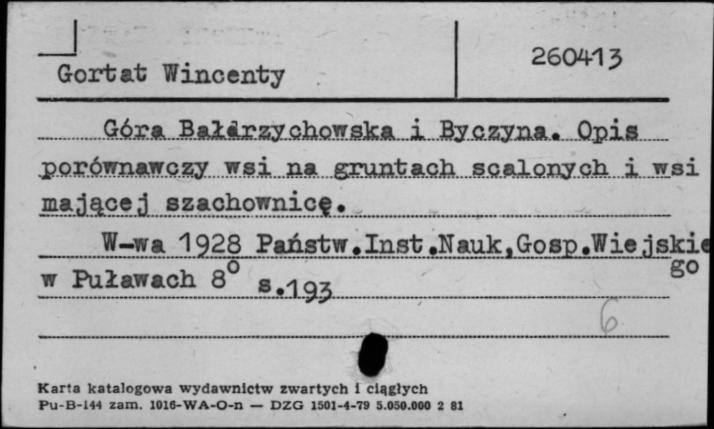 260413
Gortat Wincenty
Góra Bałdrzychowska i Byczyna. Opis
porównawczy wsi na gruntach scalonych i wsi
mającej szachownicę.
W-wa 1928 Państw.Inst.Nauk,Gosp.Wiejskie
go
w Puławach 8° s.193
6
Karta katalogowa wydawnictw zwartych i ciągłych
Pu-B-144 zam. 1016-WA-O-n — DZG 1501-4-79 5.050.000 2 81